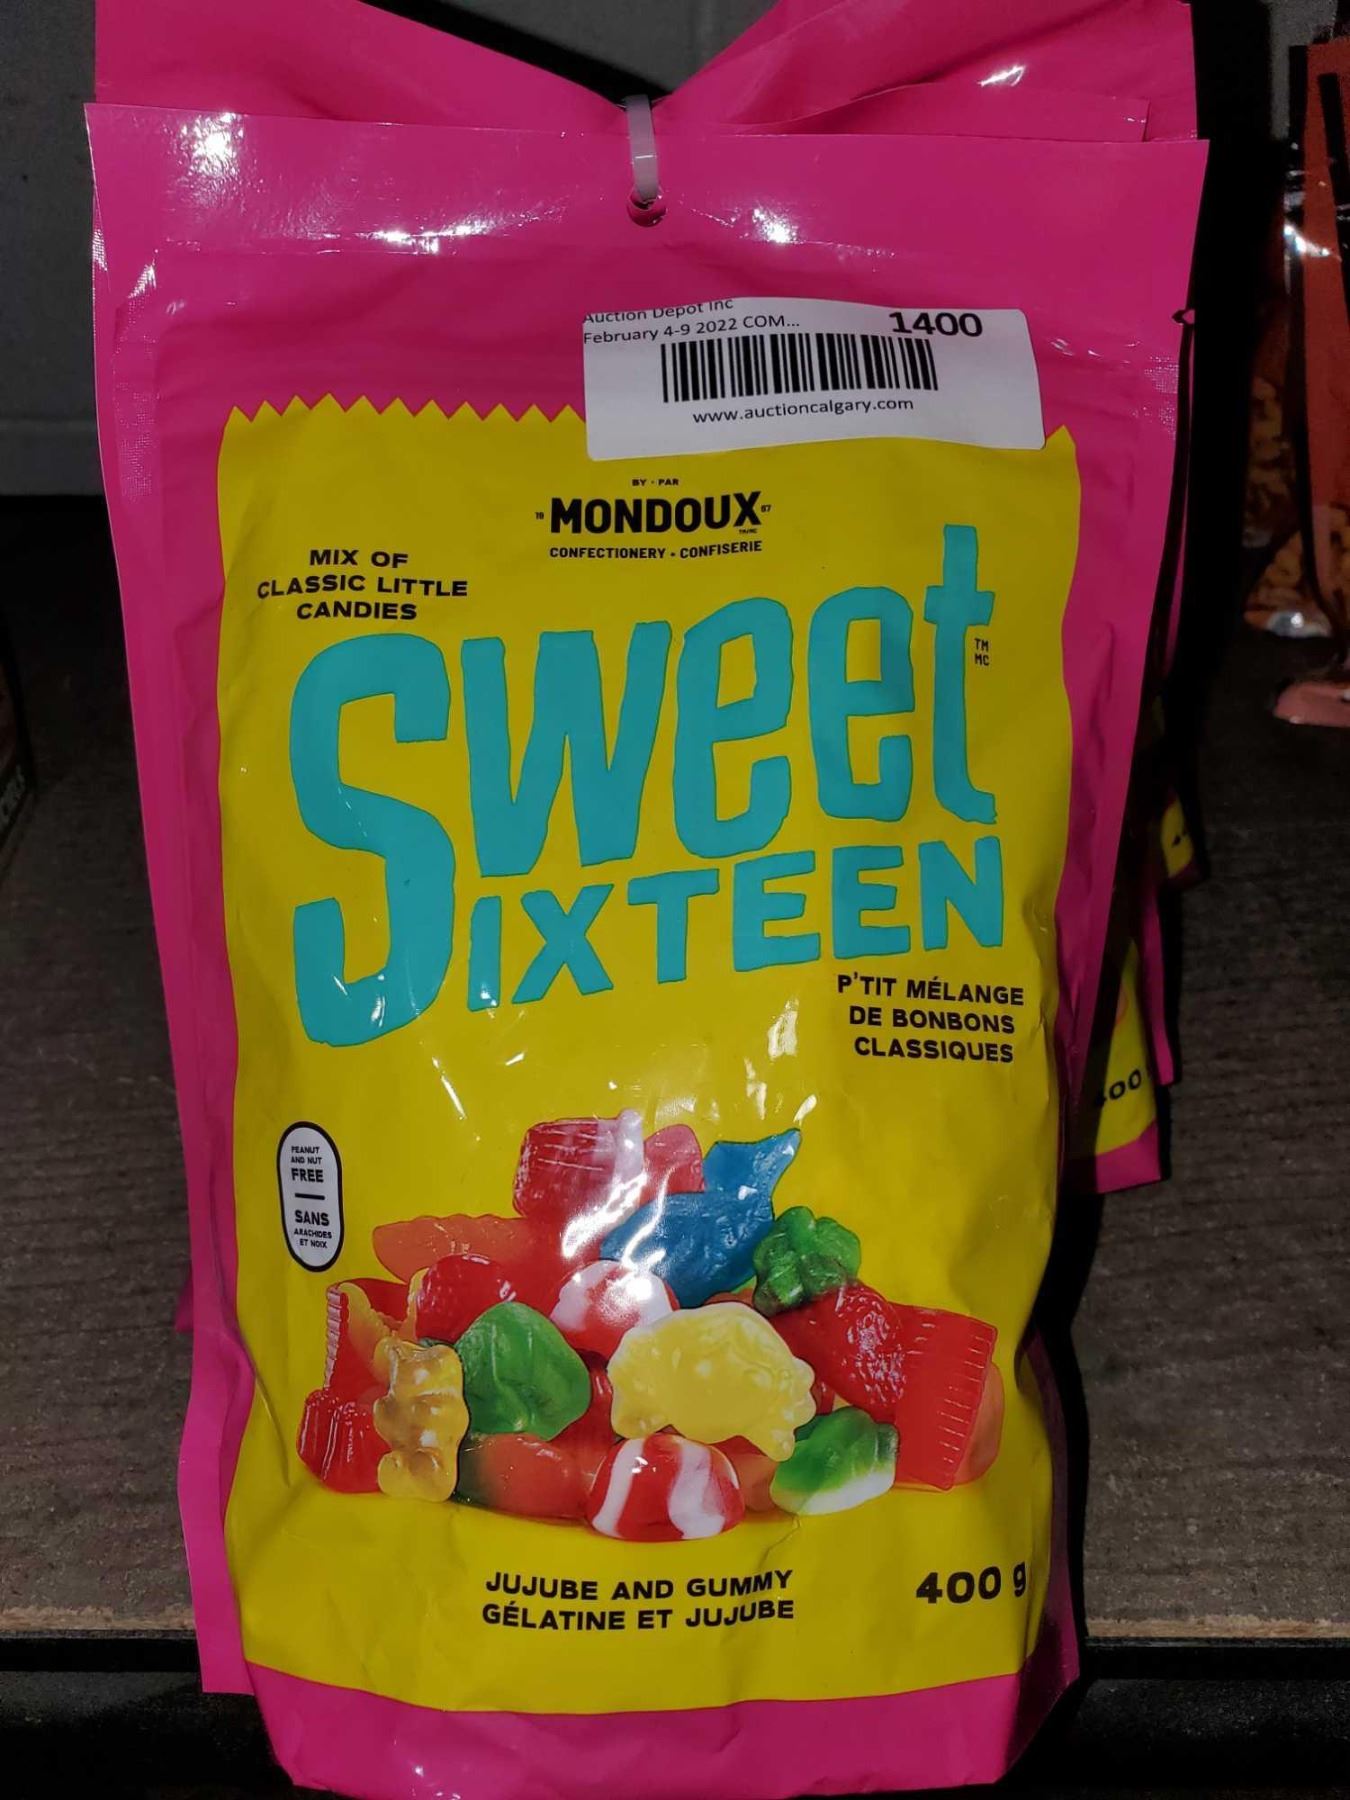 Auction Depot Inc
February 4-9 2022 COM...
1400
www.auctioncalgary.com
BY · PAR
19 MONDOUX 67
CONFECTIONERY • CONFISERIE
MIX OF
CLASSIC LITTLE
CANDIES
Sweet
TM
MC
SIXTEEN
P'TIT MÉLANGE
DE BONBONS
CLASSIQUES
PEANUT
AND NUT
FREE
SANS
ARACHIDES
ET NOIX
JUJUBE AND GUMMY
GÉLATINE ET JUJUBE
400 g